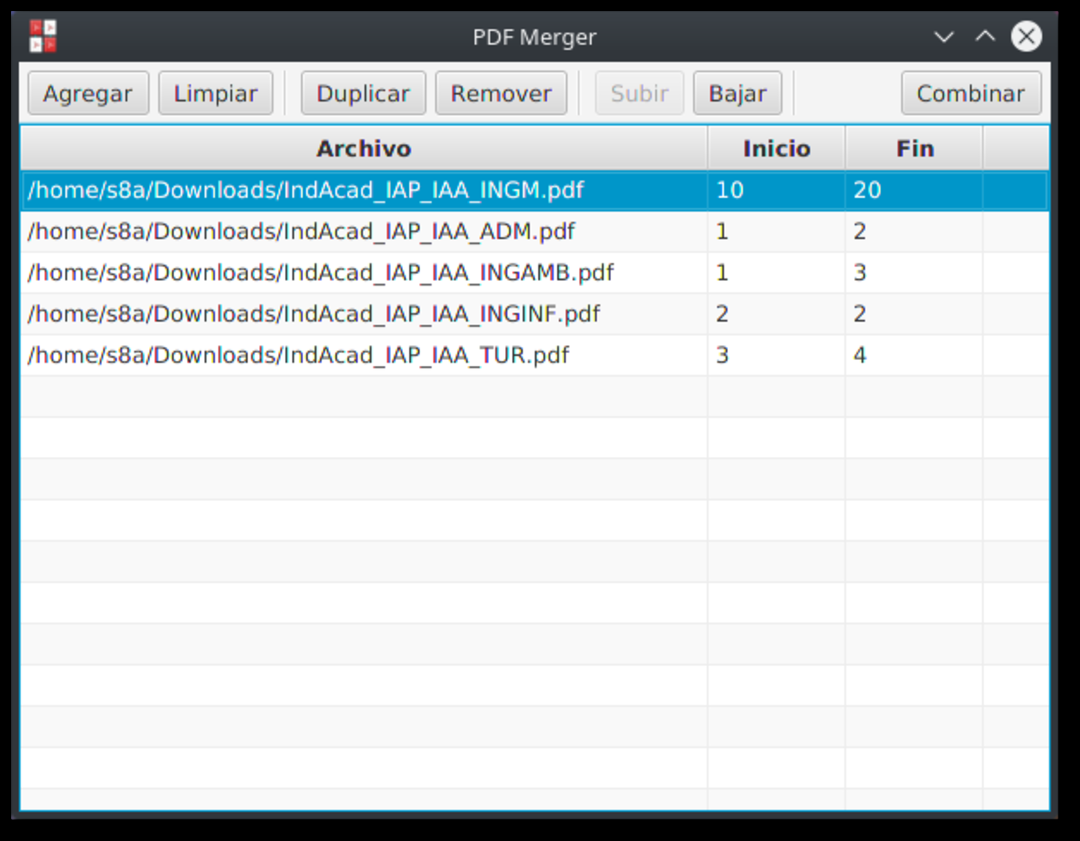 PDF Merger
Agregar Limpiar Duplicar Remover Subir Bajar Combinar
Archivo Inicio Fin
/home/s8a/Downloads/IndAcad_IAP_IAA_INGM.pdf 10 20
/home/s8a/Downloads/IndAcad_IAP_IAA_ADM.pdf 1 2
/home/s8a/Downloads/IndAcad_IAP_IAA_INGAMB.pdf 1 3
/home/s8a/Downloads/IndAcad_IAP_IAA_INGINF.pdf 2 2
/home/s8a/Downloads/IndAcad_IAP_IAA_TUR.pdf 3 4